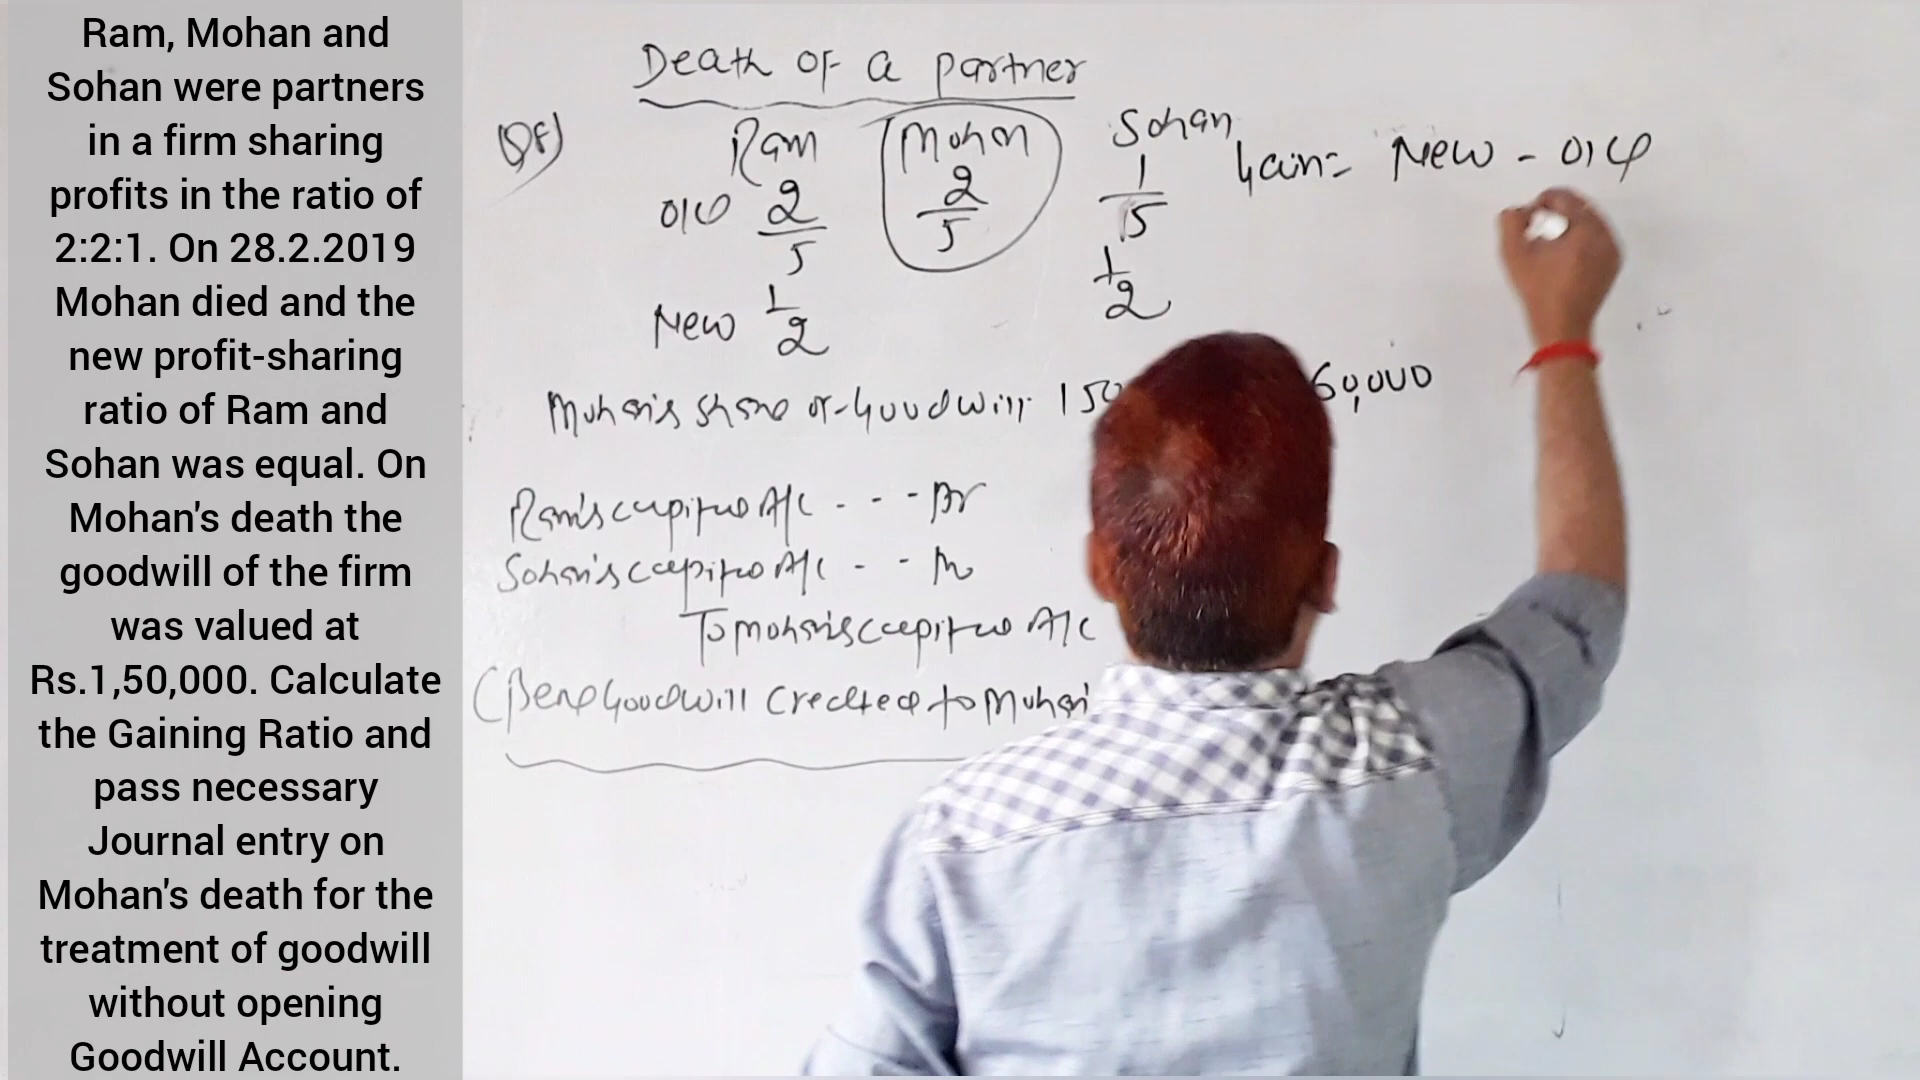 Ram, Mohan and
Sohan were partners
in a firm sharing
profits in the ratio of
2:2:1. On 28.2.2019
Mohan died and the
new profit-sharing
ratio of Ram and
Sohan was equal. On
Mohan's death the
goodwill of the firm
was valued at
Rs.1,50,000. Calculate
the Gaining Ratio and
pass necessary
Journal entry on
Mohan's death for the
treatment of goodwill
without opening
Goodwill Account.
Death of a partner
Ram Mohan Sohan
Gain= New - old
old 2/5 2/5 1/5
New 1/2 1/2
Mohan's share of Goodwill 150 60,000
Ram's capital A/c - - - Dr
Sohan's capital A/c - - Dr
To Mohan's capital A/c
(Being Goodwill credited to Mohan's